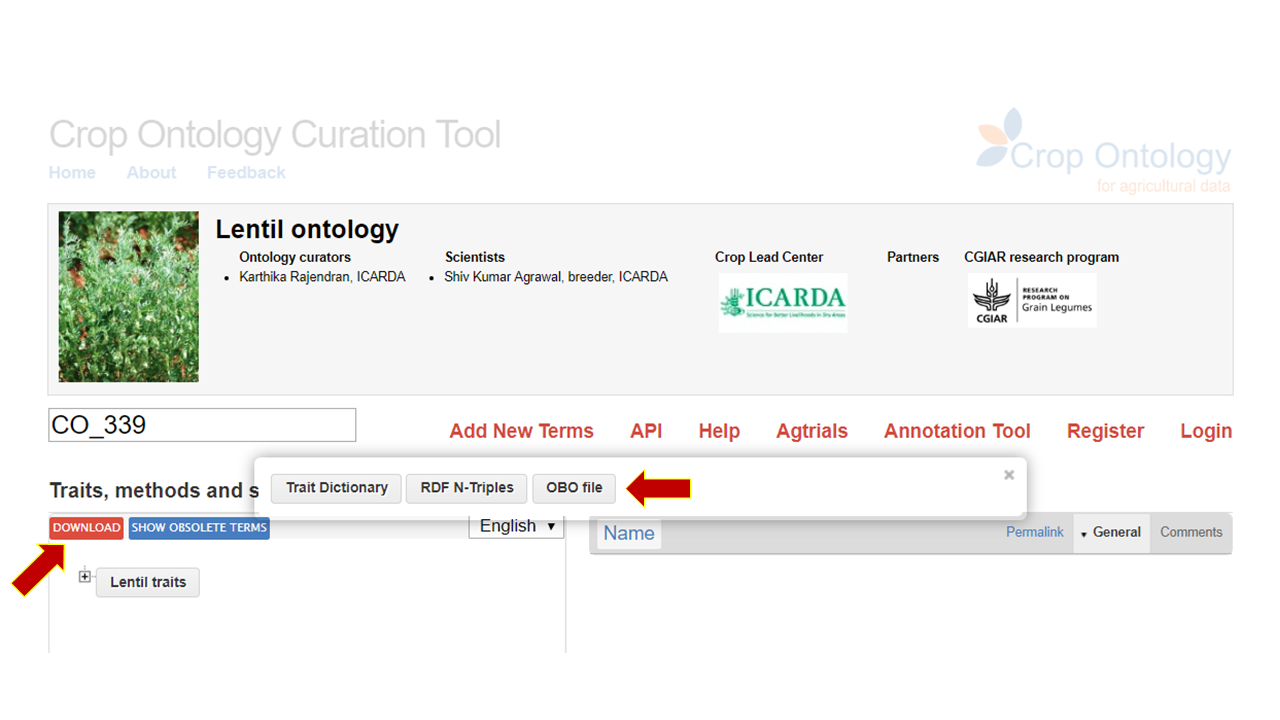 Crop Ontology Curation Tool
Home About Feedback
Crop Ontology
for agricultural data
Lentil ontology
Ontology curators
Karthika Rajendran, ICARDA
Scientists
Shiv Kumar Agrawal, breeder, ICARDA
Crop Lead Center
ICARDA
Science for Better Livelihoods in Dry Areas
Partners
CGIAR research program
CGIAR
RESEARCH
PROGRAM ON
Grain Legumes
CO_339
Add New Terms API Help Agtrials Annotation Tool Register Login
Traits, methods and s
Trait Dictionary RDF N-Triples OBO file ×
DOWNLOAD SHOW OBSOLETE TERMS English ▼
Name Permalink ▼ General Comments
Lentil traits